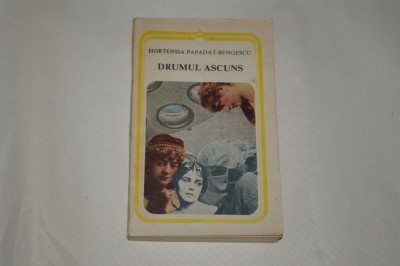 HORTENSIA PAPADAT-BENGESCU
DRUMUL ASCUNS